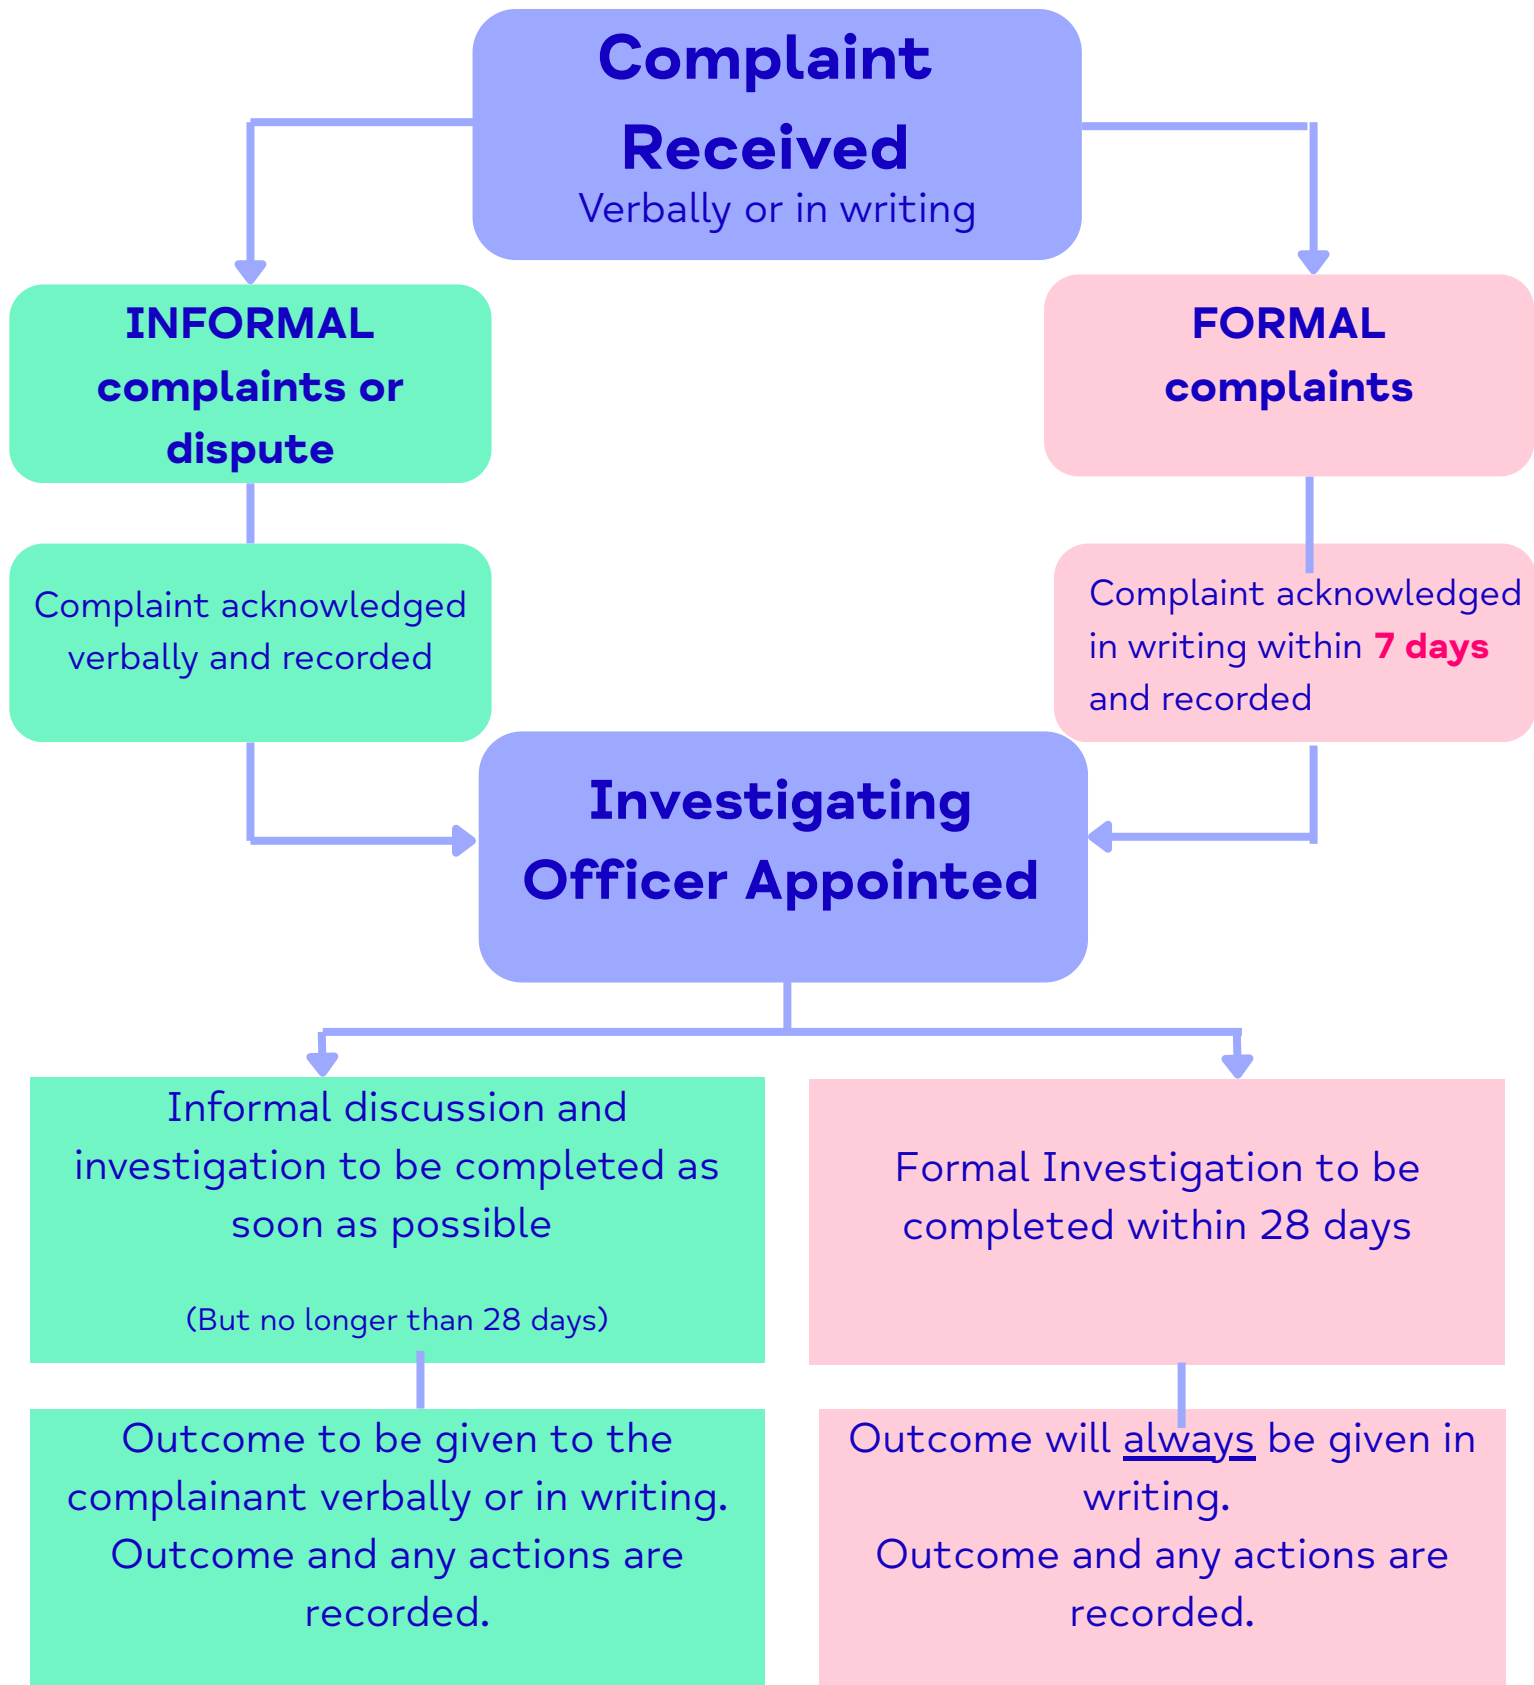 Complaint
Received
Verbally or in writing
INFORMAL
complaints or
dispute
FORMAL
complaints
Complaint acknowledged
verbally and recorded
Complaint acknowledged
in writing within 7 days
and recorded
Investigating
Officer Appointed
Informal discussion and
investigation to be completed as
soon as possible
(But no longer than 28 days)
Formal Investigation to be
completed within 28 days
Outcome to be given to the
complainant verbally or in writing.
Outcome and any actions are
recorded.
Outcome will always be given in
writing.
Outcome and any actions are
recorded.